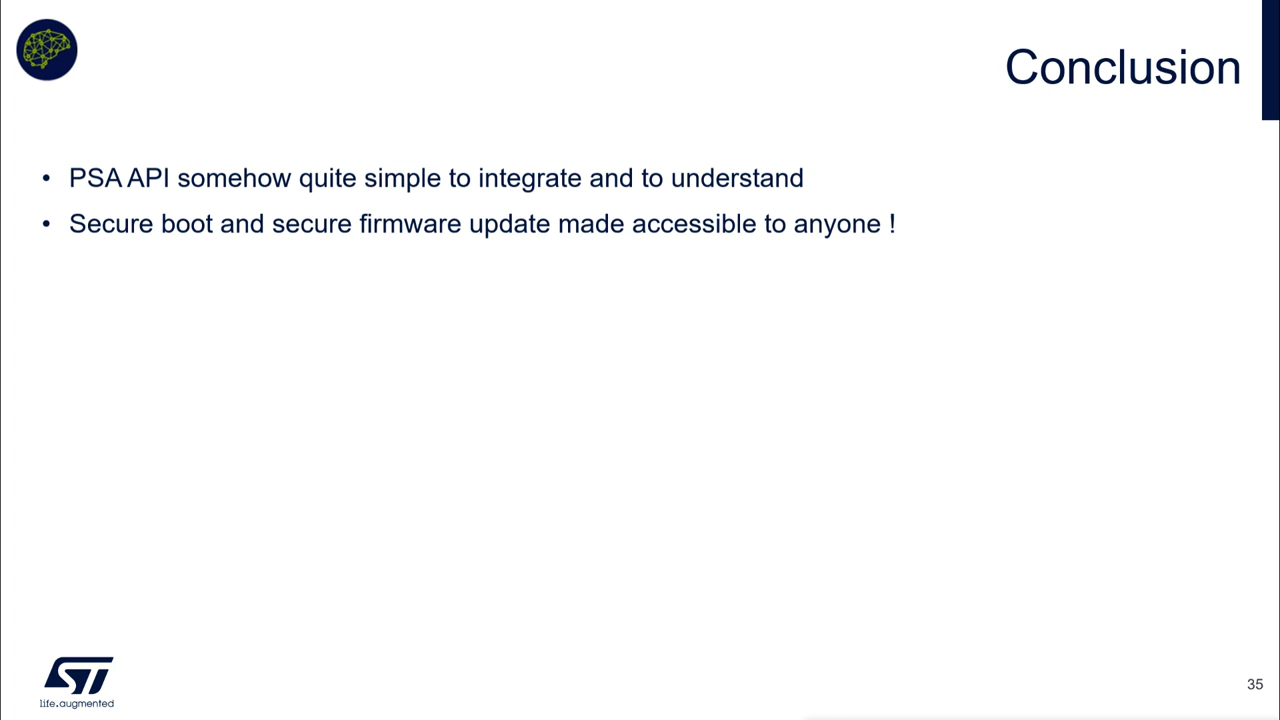 Conclusion
• PSA API somehow quite simple to integrate and to understand
• Secure boot and secure firmware update made accessible to anyone !
ST
life.augmented
35